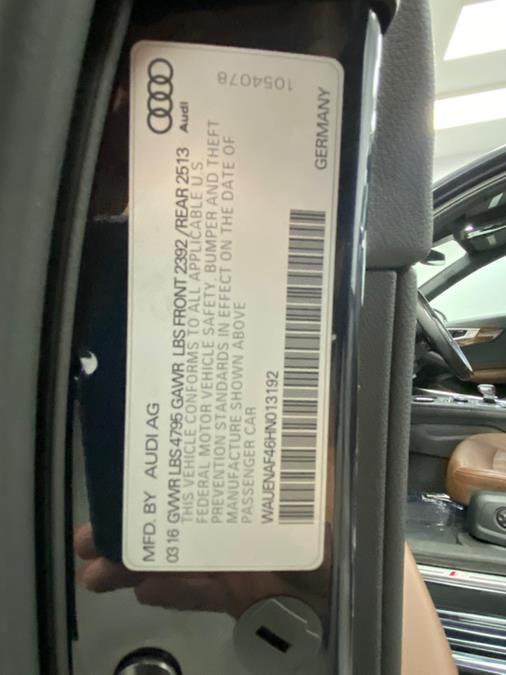 MFD. BY AUDI AG
03 16 GVWR LBS 4795 GAWR LBS FRONT 2392 / REAR 2513
Audi
THIS VEHICLE CONFORMS TO ALL APPLICABLE U.S.
FEDERAL MOTOR VEHICLE SAFETY, BUMPER AND THEFT
PREVENTION STANDARDS IN EFFECT ON THE DATE OF
MANUFACTURE SHOWN ABOVE
PASSENGER CAR
1054078
WAUENAF46HN013192
GERMANY